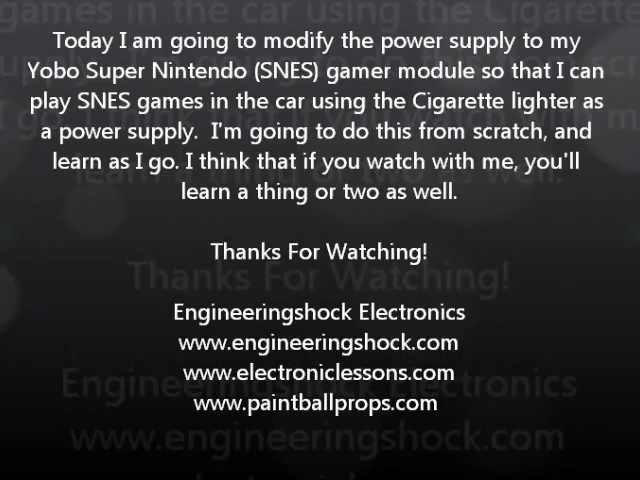 Today I am going to modify the power supply to my
Yobo Super Nintendo (SNES) gamer module so that I can
play SNES games in the car using the Cigarette lighter as
a power supply.  I'm going to do this from scratch, and
learn as I go. I think that if you watch with me, you'll
learn a thing or two as well.
Thanks For Watching!
Engineeringshock Electronics
www.engineeringshock.com
www.electroniclessons.com
www.paintballprops.com